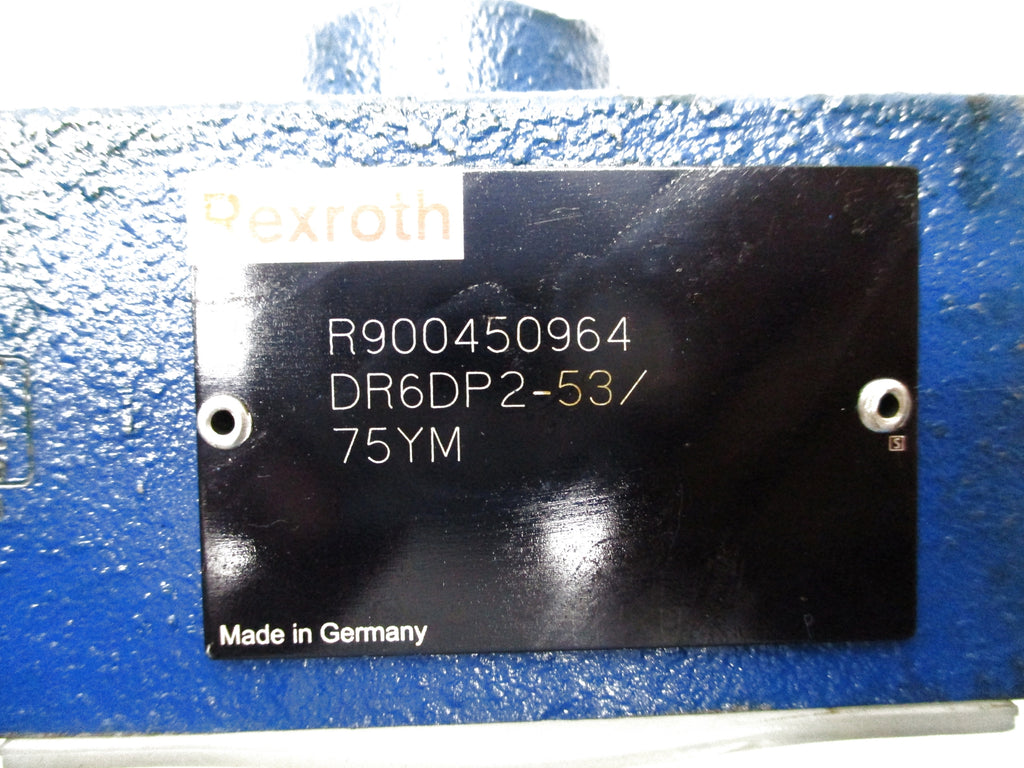 Rexroth
R900450964
DR6DP2-53/
75YM
S
Made in Germany